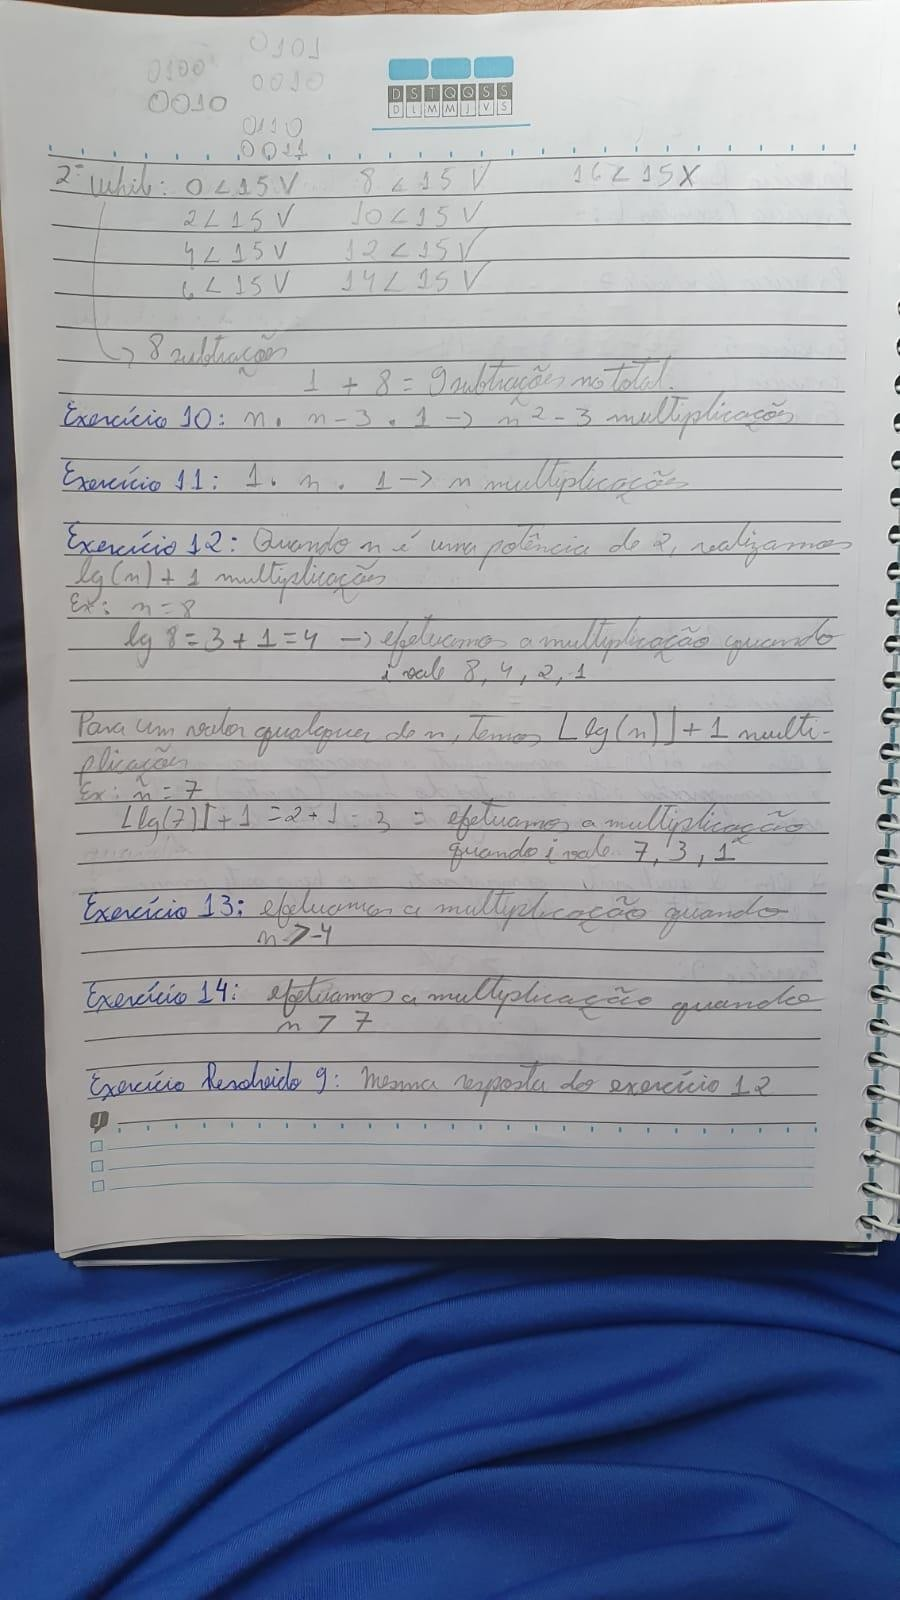 0101
0100
0010
0010
0110
0011
D S T Q Q S S
D L M M J V S
2º While: 0 < 15 V 8 < 15 V 16 < 15 X
2 < 15 V 10 < 15 V
4 < 15 V 12 < 15 V
6 < 15 V 14 < 15 V
→ 8 subtrações
1 + 8 = 9 subtrações no total.
Exercício 10: n . n - 3 . 1 → n² - 3 multiplicações
Exercício 11: 1 . n . 1 → n multiplicações
Exercício 12: Quando n é uma potência de 2, realizamos
lg(n) + 1 multiplicações
Ex: n = 8
lg 8 = 3 + 1 = 4 → efetuamos a multiplicação quando
i vale 8, 4, 2, 1
Para um valor qualquer de n, temos ⌊lg(n)⌋ + 1 multi-
plicações
Ex: n = 7
⌊lg(7)⌋ + 1 = 2 + 1 = 3 = efetuamos a multiplicação
quando i vale 7, 3, 1
Exercício 13: efetuamos a multiplicação quando
n > -4
Exercício 14: efetuamos a multiplicação quando
n > 7
Exercício Resolvido 9: Mesma resposta do exercício 12